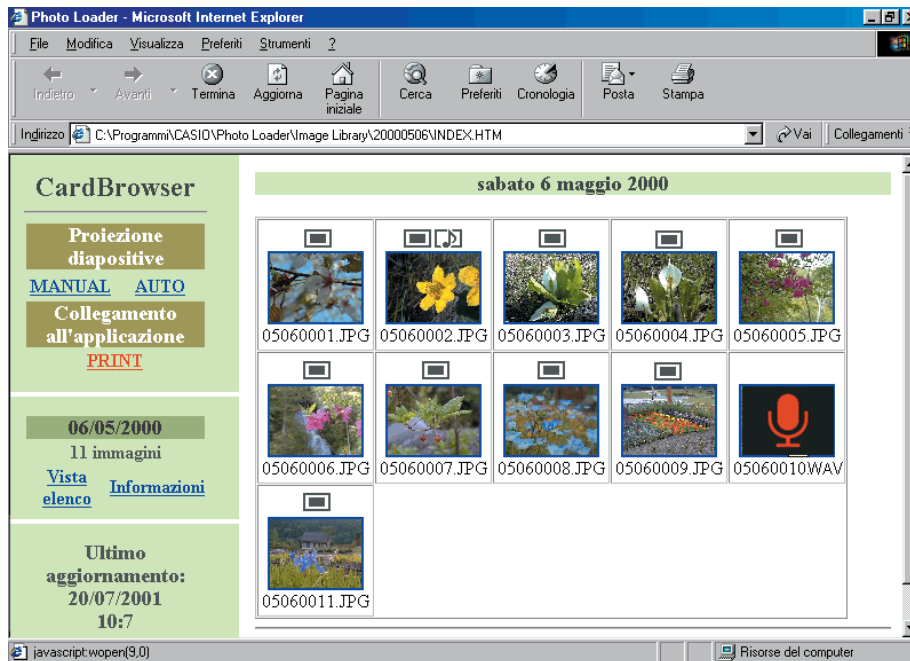 Photo Loader - Microsoft Internet Explorer
File Modifica Visualizza Preferiti Strumenti ?
Indietro Avanti Termina Aggiorna Pagina iniziale Cerca Preferiti Cronologia Posta Stampa
Indirizzo C:\Programmi\CASIO\Photo Loader\Image Library\20000506\INDEX.HTM Vai Collegamenti
CardBrowser
Proiezione
diapositive
MANUAL AUTO
Collegamento
all'applicazione
PRINT
06/05/2000
11 immagini
Vista
elenco
Informazioni
Ultimo
aggiornamento:
20/07/2001
10:7
sabato 6 maggio 2000
05060001.JPG 05060002.JPG 05060003.JPG 05060004.JPG 05060005.JPG
05060006.JPG 05060007.JPG 05060008.JPG 05060009.JPG 05060010.WAV
05060011.JPG
javascript:wopen(9,0) Risorse del computer